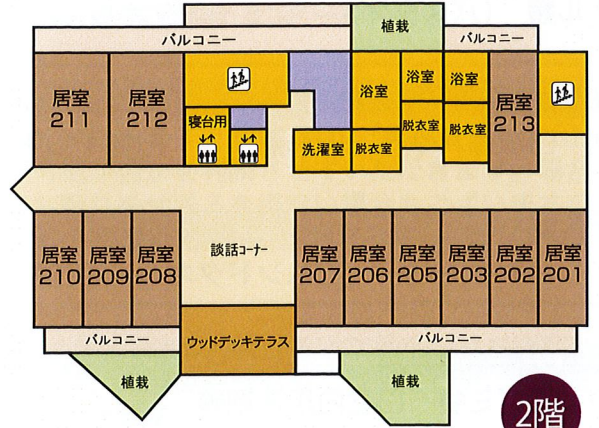 植栽
バルコニー
バルコニー
居室
211
居室
212
寝台用
洗濯室
浴室
脱衣室
浴室
脱衣室
浴室
脱衣室
居室
213
居室
210
居室
209
居室
208
談話コーナー
居室
207
居室
206
居室
205
居室
203
居室
202
居室
201
バルコニー
ウッドデッキテラス
バルコニー
植栽
植栽
2階